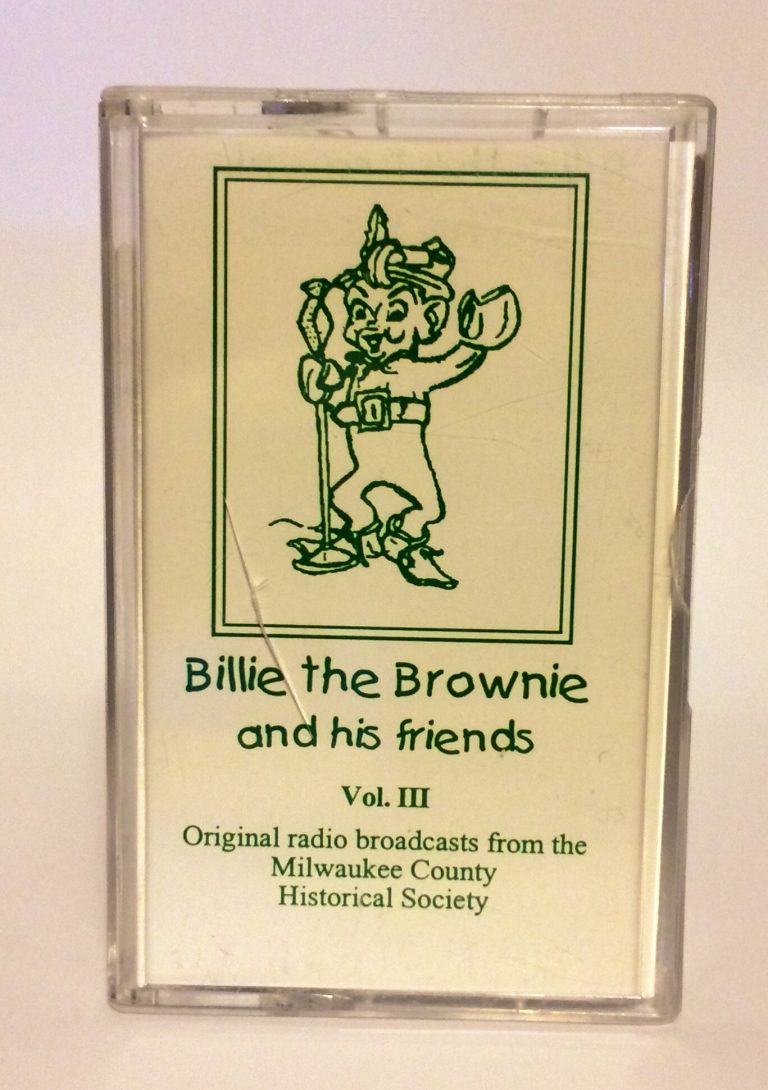 Billie the Brownie
and his friends
Vol. III
Original radio broadcasts from the
Milwaukee County
Historical Society